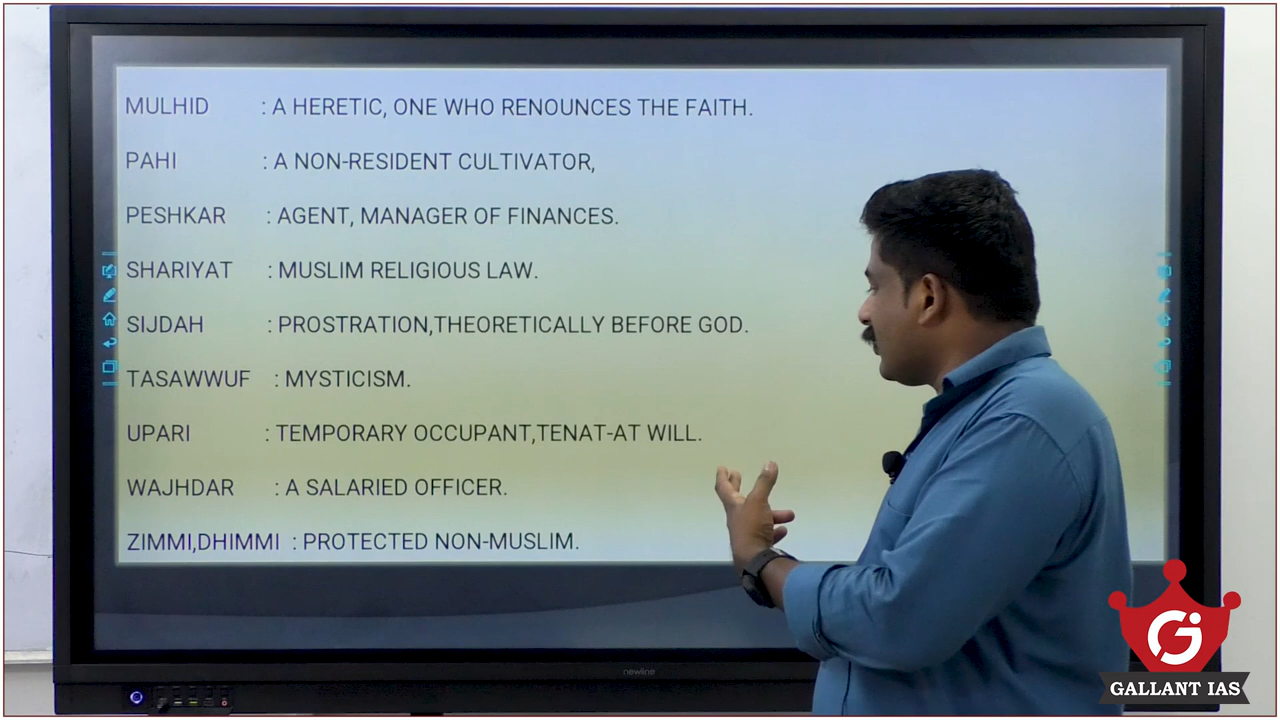 MULHID : A HERETIC, ONE WHO RENOUNCES THE FAITH.
PAHI : A NON-RESIDENT CULTIVATOR,
PESHKAR : AGENT, MANAGER OF FINANCES.
SHARIYAT : MUSLIM RELIGIOUS LAW.
SIJDAH : PROSTRATION,THEORETICALLY BEFORE GOD.
TASAWWUF : MYSTICISM.
UPARI : TEMPORARY OCCUPANT,TENAT-AT WILL.
WAJHDAR : A SALARIED OFFICER.
ZIMMI,DHIMMI : PROTECTED NON-MUSLIM.
newline
GALLANT IAS